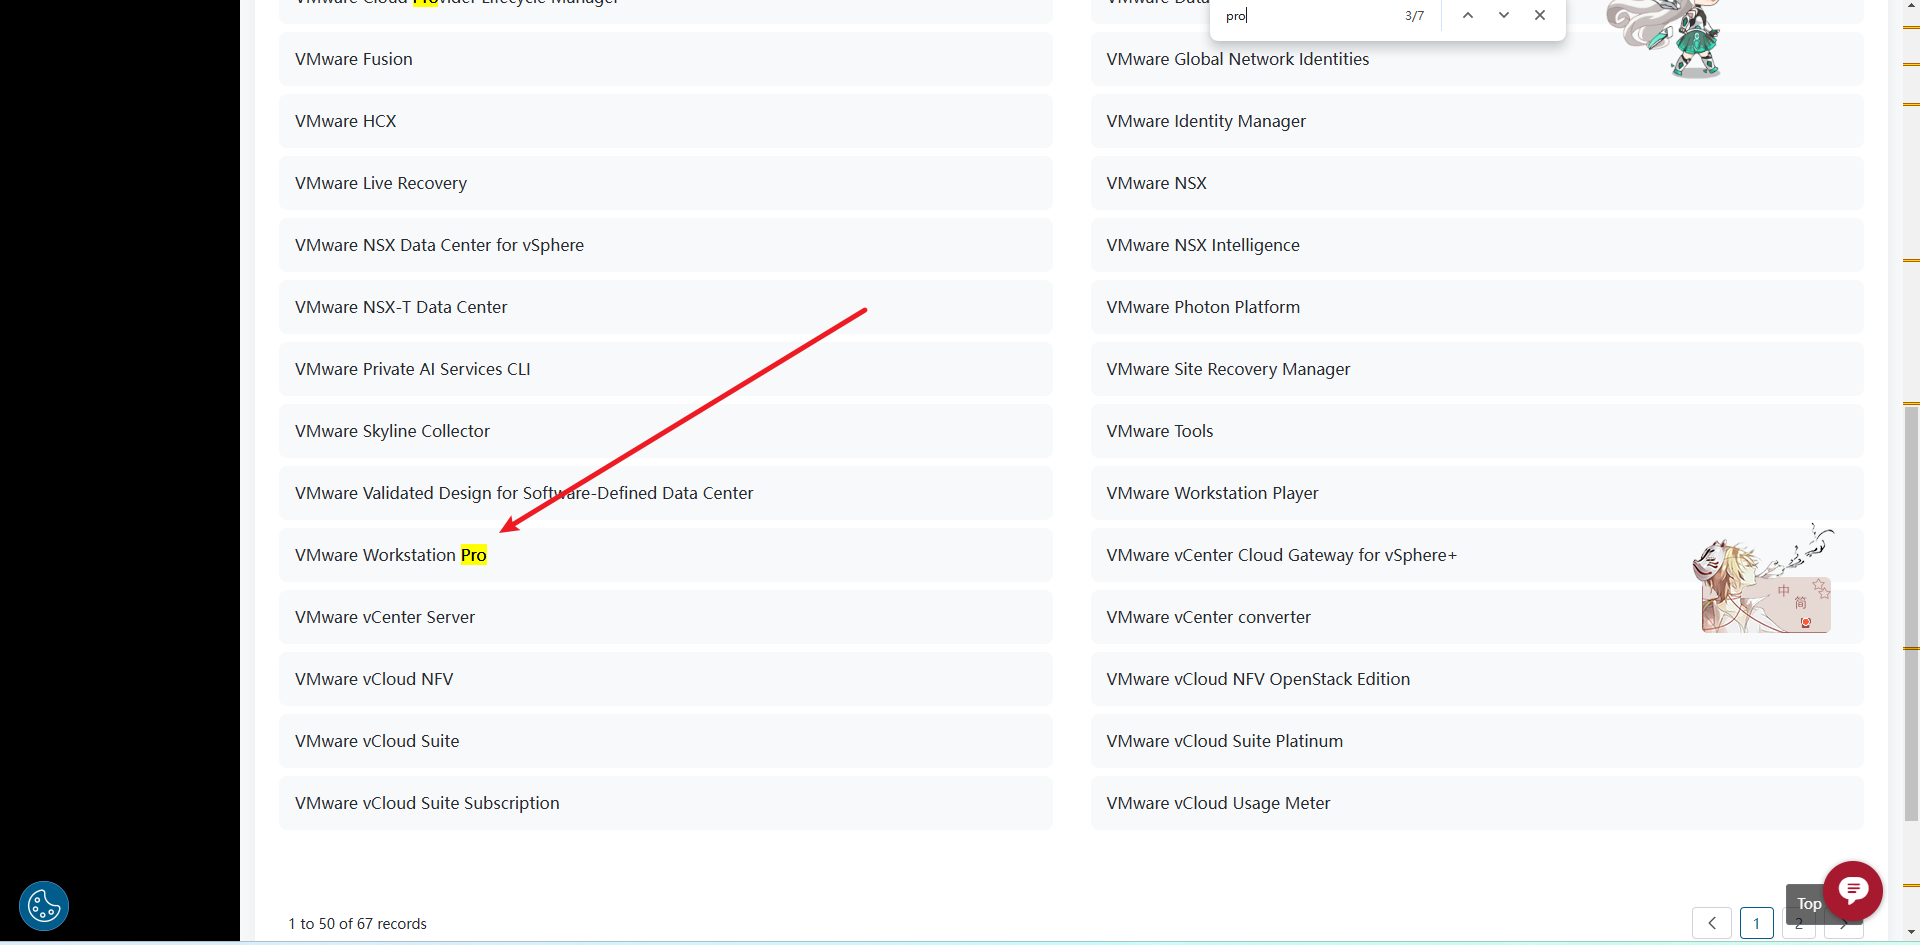 VMware Cloud Provider Lifecycle Manager
VMware Data
pro
3/7
VMware Fusion
VMware Global Network Identities
VMware HCX
VMware Identity Manager
VMware Live Recovery
VMware NSX
VMware NSX Data Center for vSphere
VMware NSX Intelligence
VMware NSX-T Data Center
VMware Photon Platform
VMware Private AI Services CLI
VMware Site Recovery Manager
VMware Skyline Collector
VMware Tools
VMware Validated Design for Software-Defined Data Center
VMware Workstation Player
VMware Workstation Pro
VMware vCenter Cloud Gateway for vSphere+
中
简
VMware vCenter Server
VMware vCenter converter
VMware vCloud NFV
VMware vCloud NFV OpenStack Edition
VMware vCloud Suite
VMware vCloud Suite Platinum
VMware vCloud Suite Subscription
VMware vCloud Usage Meter
Top
1 to 50 of 67 records
1
2